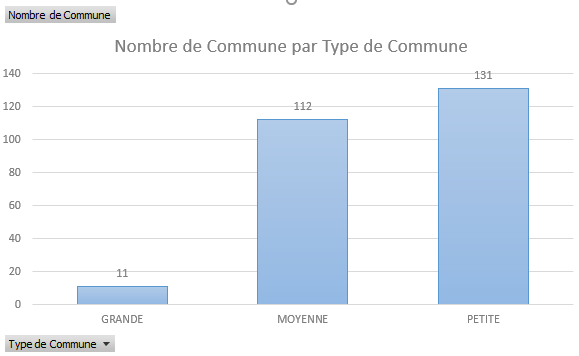 Nombre de Commune
Nombre de Commune par Type de Commune
140
120
100
80
60
40
20
0
11
112
131
GRANDE
MOYENNE
PETITE
Type de Commune